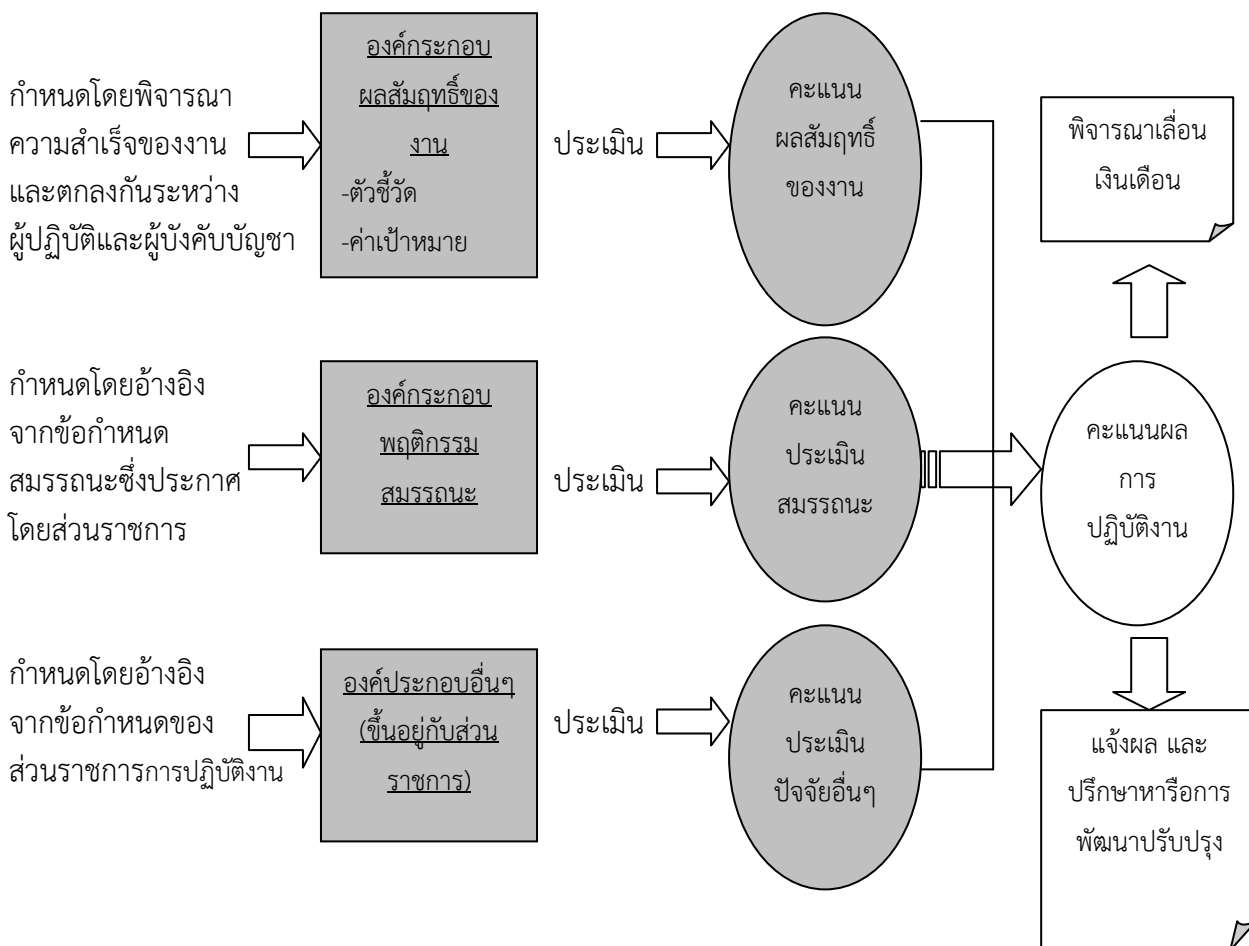 กำหนดโดยพิจารณา
ความสำเร็จของงาน
และตกลงกันระหว่าง
ผู้ปฏิบัติและผู้บังคับบัญชา
องค์กระกอบ
ผลสัมฤทธิ์ของ
งาน
-ตัวชี้วัด
-ค่าเป้าหมาย
ประเมิน
คะแนน
ผลสัมฤทธิ์
ของงาน
พิจารณาเลื่อน
เงินเดือน
กำหนดโดยอ้างอิง
จากข้อกำหนด
สมรรถนะซึ่งประกาศ
โดยส่วนราชการ
องค์กระกอบ
พฤติกรรม
สมรรถนะ
ประเมิน
คะแนน
ประเมิน
สมรรถนะ
คะแนนผล
การ
ปฏิบัติงาน
กำหนดโดยอ้างอิง
จากข้อกำหนดของ
ส่วนราชการการปฏิบัติงาน
องค์ประกอบอื่นๆ
(ขึ้นอยู่กับส่วน
ราชการ)
ประเมิน
คะแนน
ประเมิน
ปัจจัยอื่นๆ
แจ้งผล และ
ปรึกษาหารือการ
พัฒนาปรับปรุง